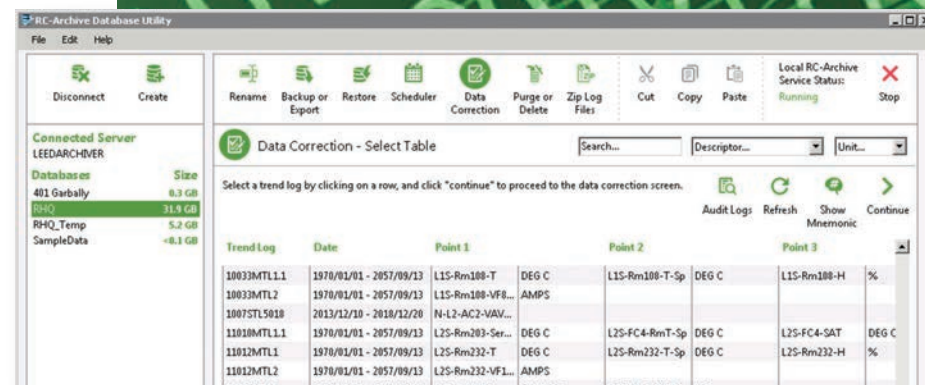 RC-Archive Database Utility
File Edit Help
Disconnect Create
Rename Backup or Export Restore Scheduler Data Correction Purge or Delete Zip Log Files Cut Copy Paste
Local RC-Archive Service Status:
Running
Stop
Connected Server
LEEDARCHIVER
Databases Size
401 Garbally 0.3 GB
RHQ 31.9 GB
RHQ_Temp 5.2 GB
SampleData <0.1 GB
Data Correction - Select Table
Search... Descriptor... Unit...
Select a trend log by clicking on a row, and click "continue" to proceed to the data correction screen.
Audit Logs Refresh Show Mnemonic Continue
Trend Log Date Point 1 Point 2 Point 3
10033MTL1.1 1970/01/01 - 2057/09/13 L1S-Rm108-T DEG C L1S-Rm108-T-Sp DEG C L1S-Rm108-H %
10033MTL2 1970/01/01 - 2057/09/13 L1S-Rm108-VF8... AMPS
1007STL5018 2013/12/10 - 2018/12/20 N-L2-AC2-VAV...
11010MTL1.1 1970/01/01 - 2057/09/13 L2S-Rm203-Ser... DEG C L2S-FC4-RmT-Sp DEG C L2S-FC4-SAT DEG C
11012MTL1 1970/01/01 - 2057/09/13 L2S-Rm232-T DEG C L2S-Rm232-T-Sp DEG C L2S-Rm232-H %
11012MTL2 1970/01/01 - 2057/09/13 L2S-Rm232-VF1... AMPS